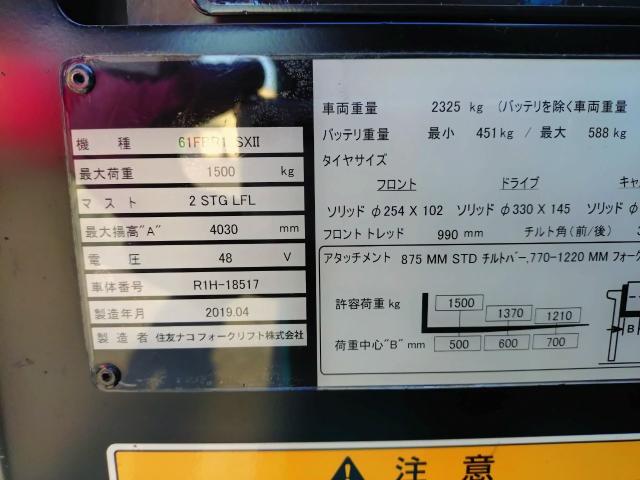 機 種 61FBR15SXII
最大荷重 1500 kg
マスト 2 STG LFL
最大揚高"A" 4030 mm
電 圧 48 V
車体番号 R1H-18517
製造年月 2019.04
製造者 住友ナコ フォークリフト株式会社
車両重量 2325 kg (バッテリを除く車両重量
バッテリ重量 最小 451kg / 最大 588 kg
タイヤサイズ
フロント ドライブ キャ
ソリッド φ254 X 102 ソリッド φ330 X 145 ソリッド φ
フロント トレッド 990 mm チルト角(前/後) 3
アタッチメント 875 MM STD チルトバー,770-1220 MM フォーク
許容荷重 kg 1500 1370 1210
荷重中心"B" mm 500 600 700
B
注意